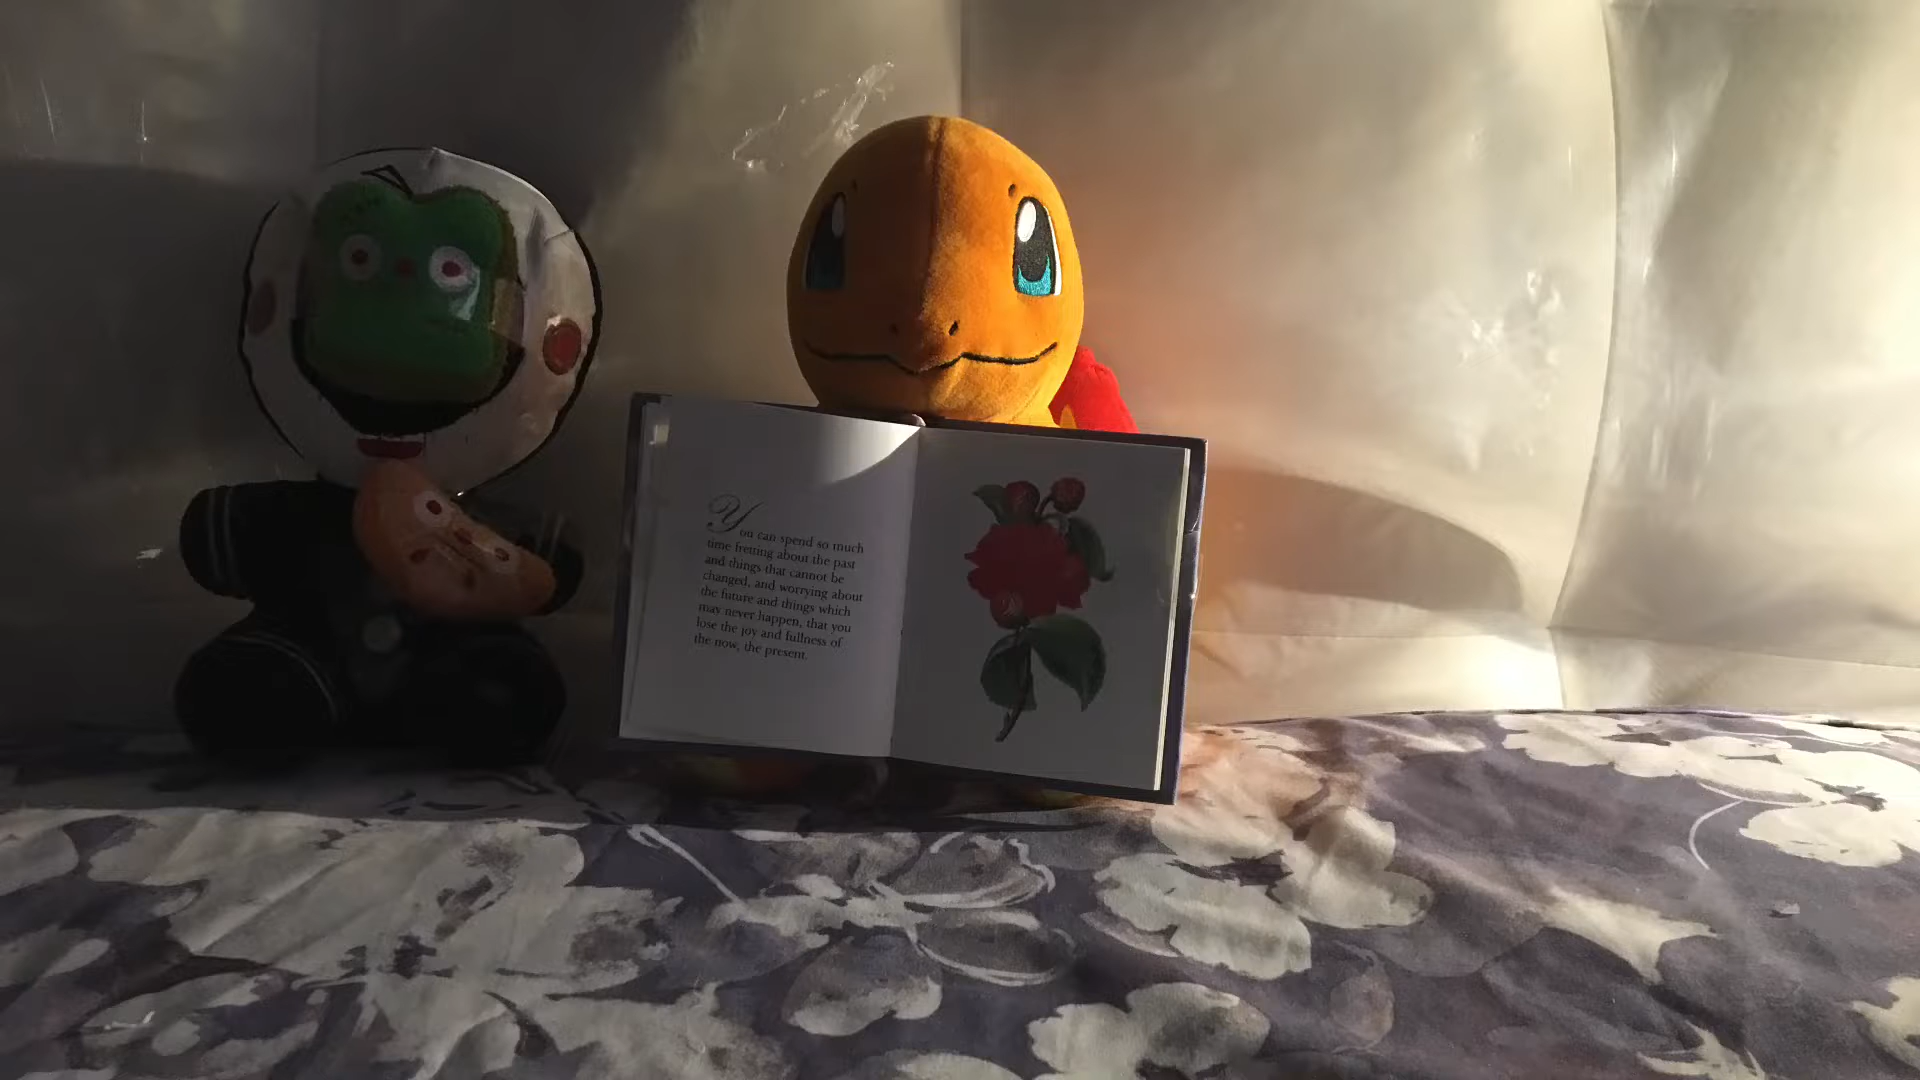 You can spend so much
time fretting about the past
and things that cannot be
changed, and worrying about
the future and things which
may never happen, that you
lose the joy and fullness of
the now, the present.